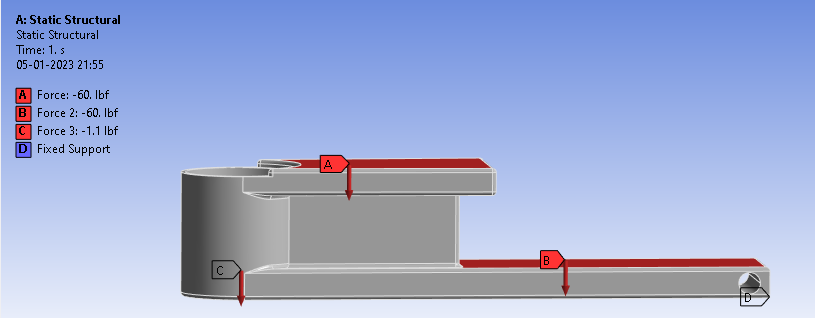 A: Static Structural
Static Structural
Time: 1. s
05-01-2023 21:55
A Force: -60. lbf
B Force 2: -60. lbf
C Force 3: -1.1 lbf
D Fixed Support
A
B
C
D